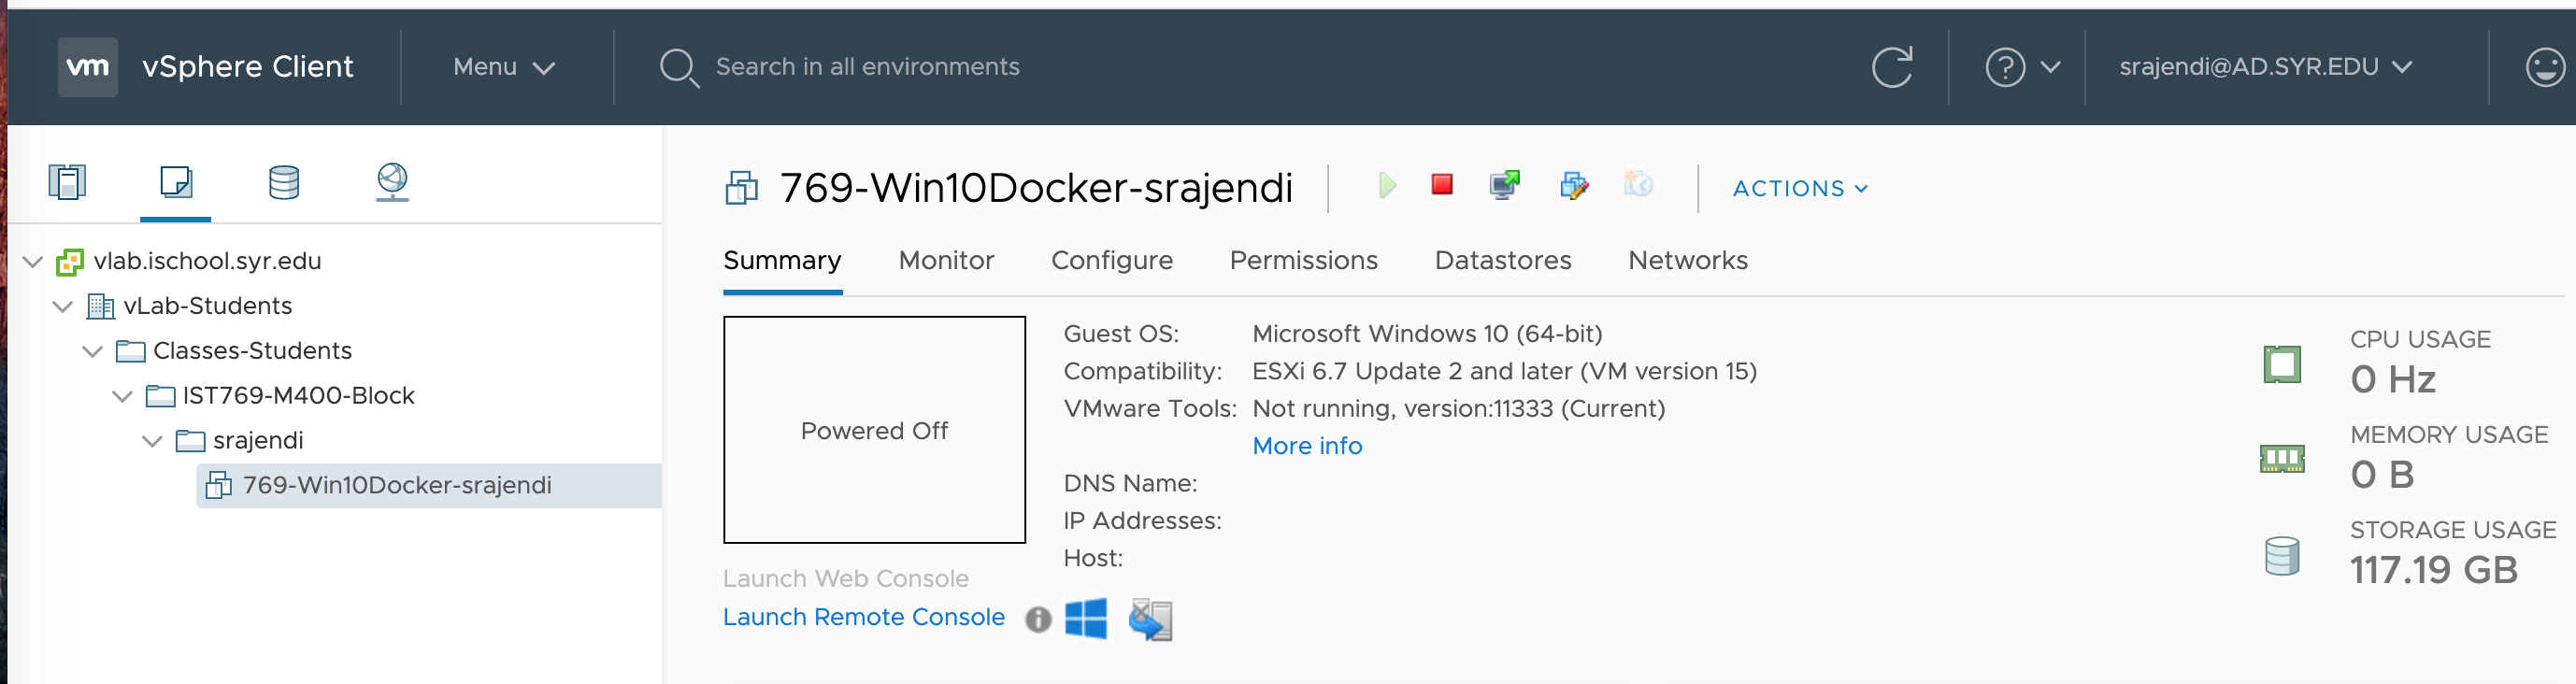 vm vSphere Client Menu Search in all environments ? srajendi@AD.SYR.EDU
769-Win10Docker-srajendi ACTIONS
Summary Monitor Configure Permissions Datastores Networks
vlab.ischool.syr.edu
vLab-Students
Classes-Students
IST769-M400-Block
srajendi
769-Win10Docker-srajendi
Powered Off
Launch Web Console
Launch Remote Console
Guest OS: Microsoft Windows 10 (64-bit)
Compatibility: ESXi 6.7 Update 2 and later (VM version 15)
VMware Tools: Not running, version:11333 (Current)
More info
DNS Name:
IP Addresses:
Host:
CPU USAGE
0 Hz
MEMORY USAGE
0 B
STORAGE USAGE
117.19 GB